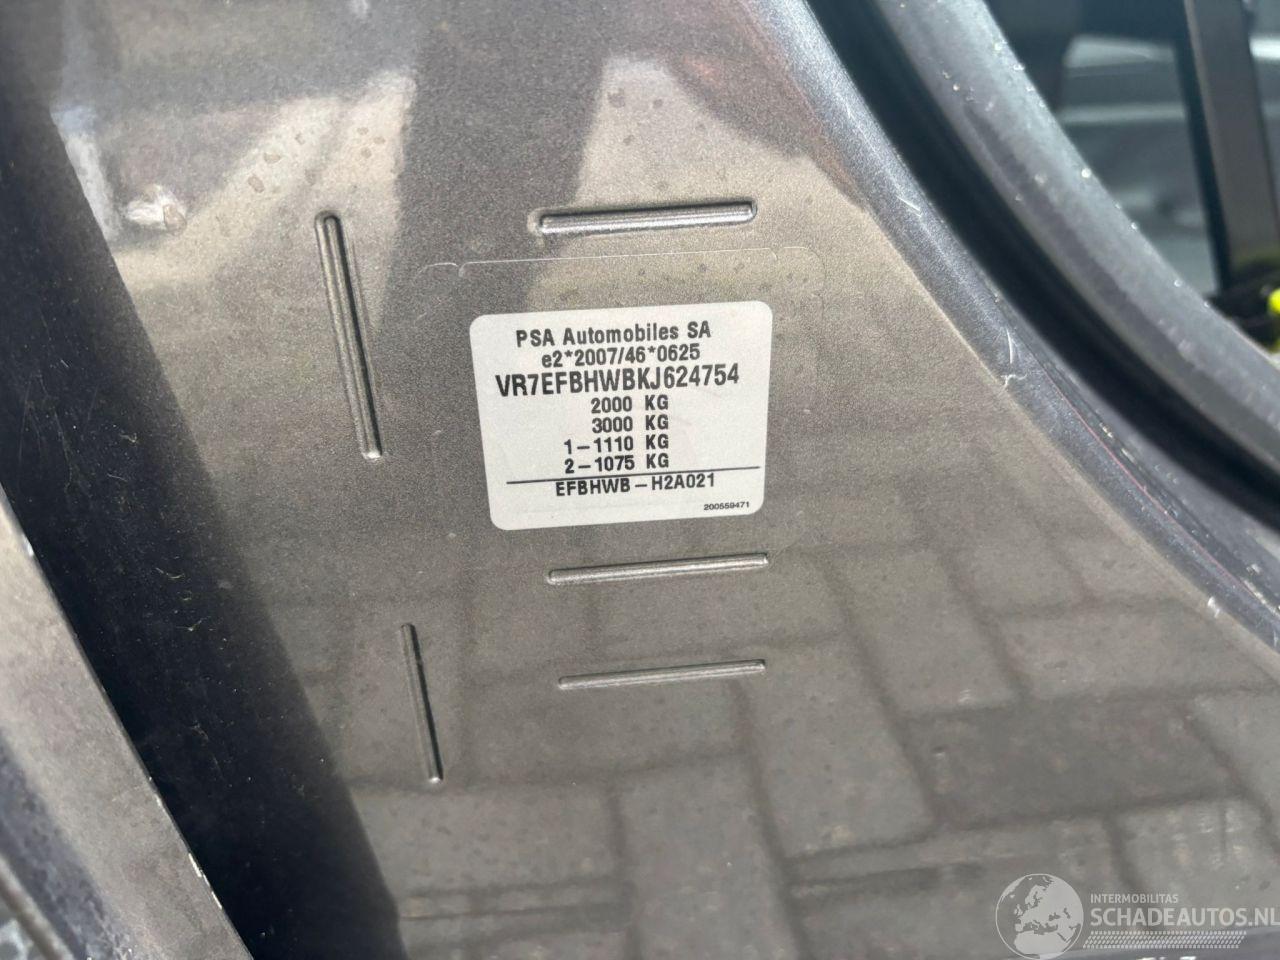 PSA Automobiles SA
e2*2007/46*0625
VR7EFBHWBKJ624754
2000 KG
3000 KG
1-1110 KG
2-1075 KG
EFBHWB-H2A021
200559471
INTERMOBILITAS
SCHADEAUTOS.NL